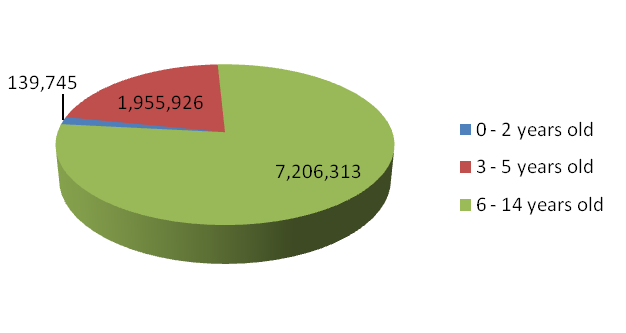 139,745
1,955,926
7,206,313
0 - 2 years old
3 - 5 years old
6 - 14 years old